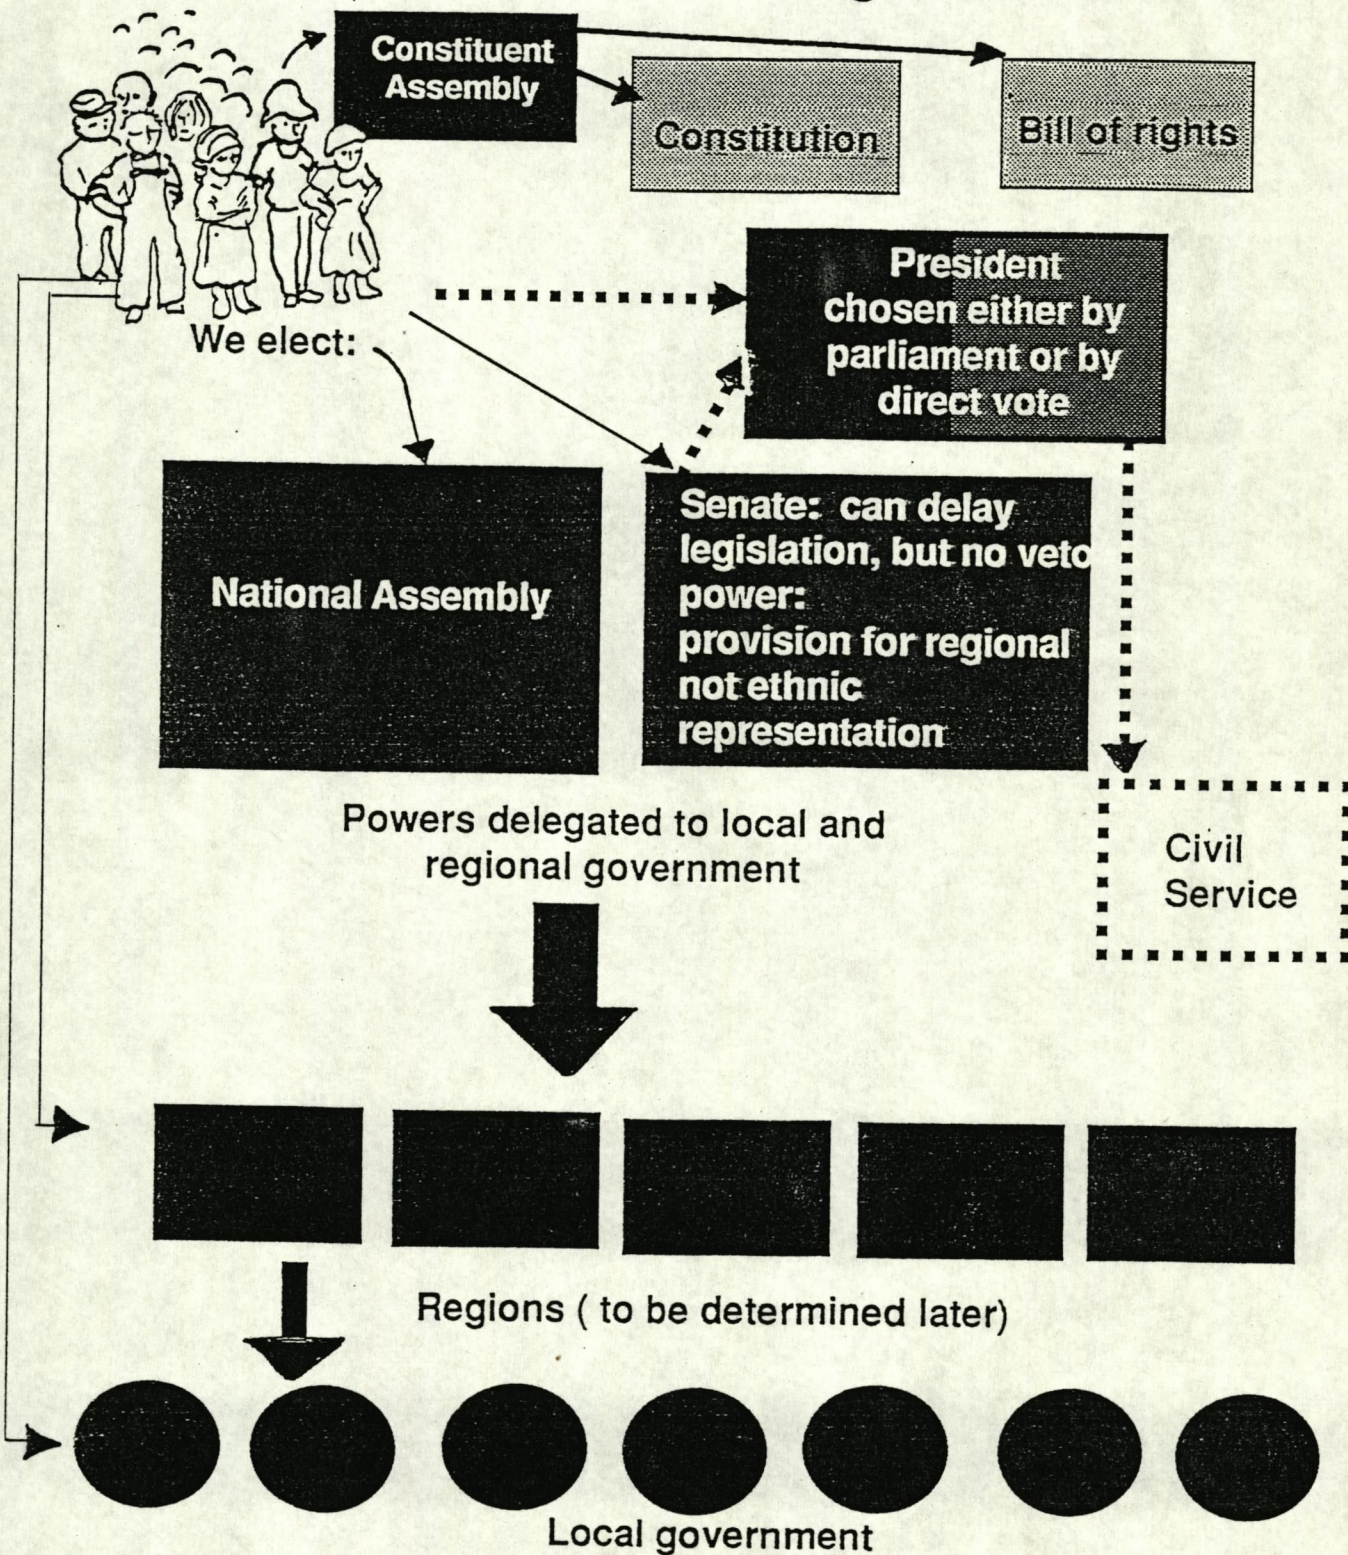 Constituent
Assembly
Constitution
Bill of rights
President
chosen either by
parliament or by
direct vote
We elect:
National Assembly
Senate: can delay
legislation, but no veto
power:
provision for regional
not ethnic
representation
Powers delegated to local and
regional government
Civil
Service
Regions ( to be determined later)
Local government